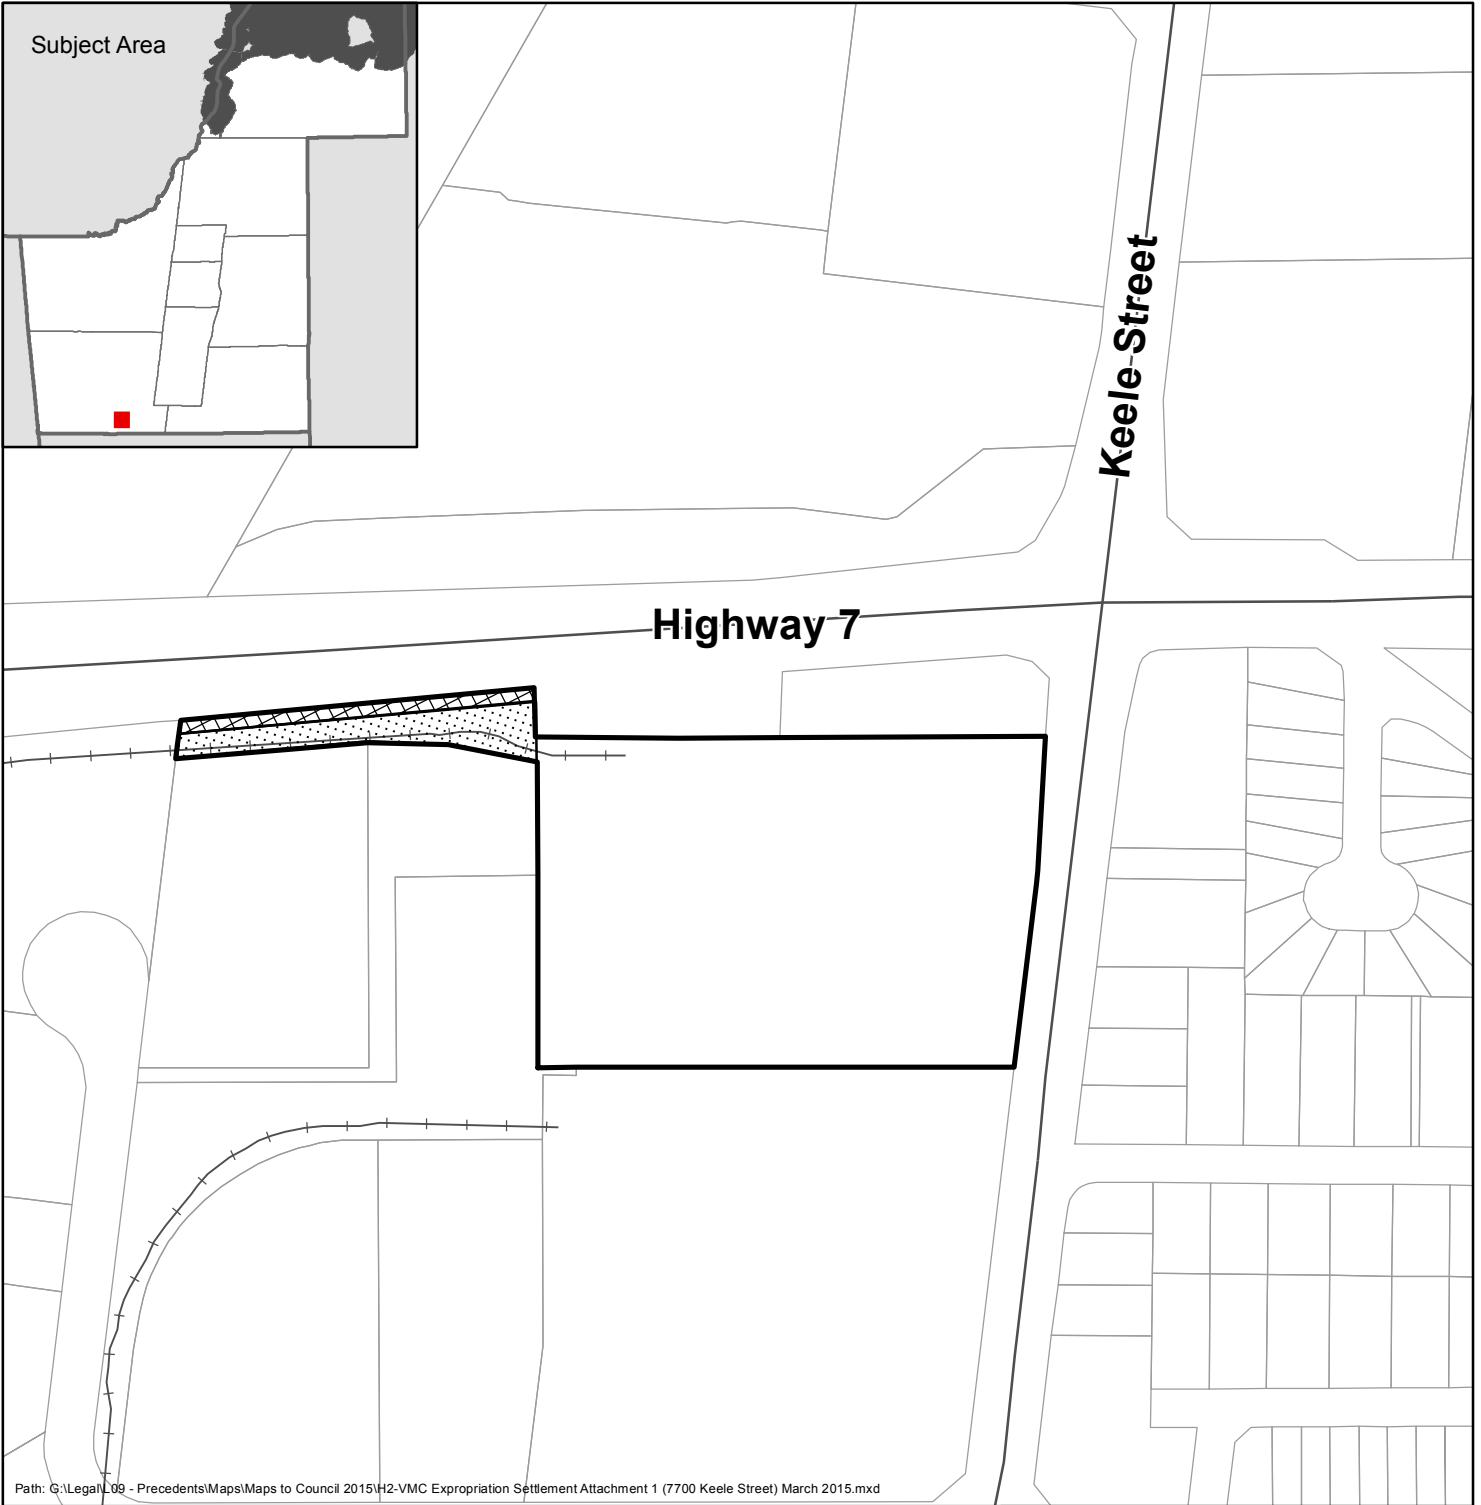 Subject Area
Keele Street
Highway 7
Path: G:\Legal\L09 - Precedents\Maps\Maps to Council 2015\H2-VMC Expropriation Settlement Attachment 1 (7700 Keele Street) March 2015.mxd